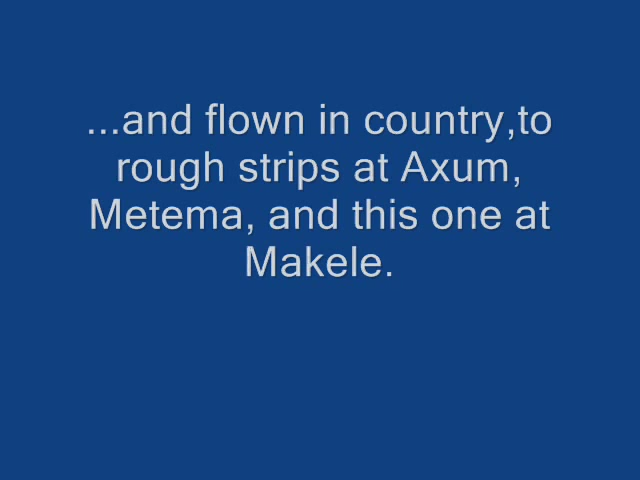 ...and flown in country,to
rough strips at Axum,
Metema, and this one at
Makele.